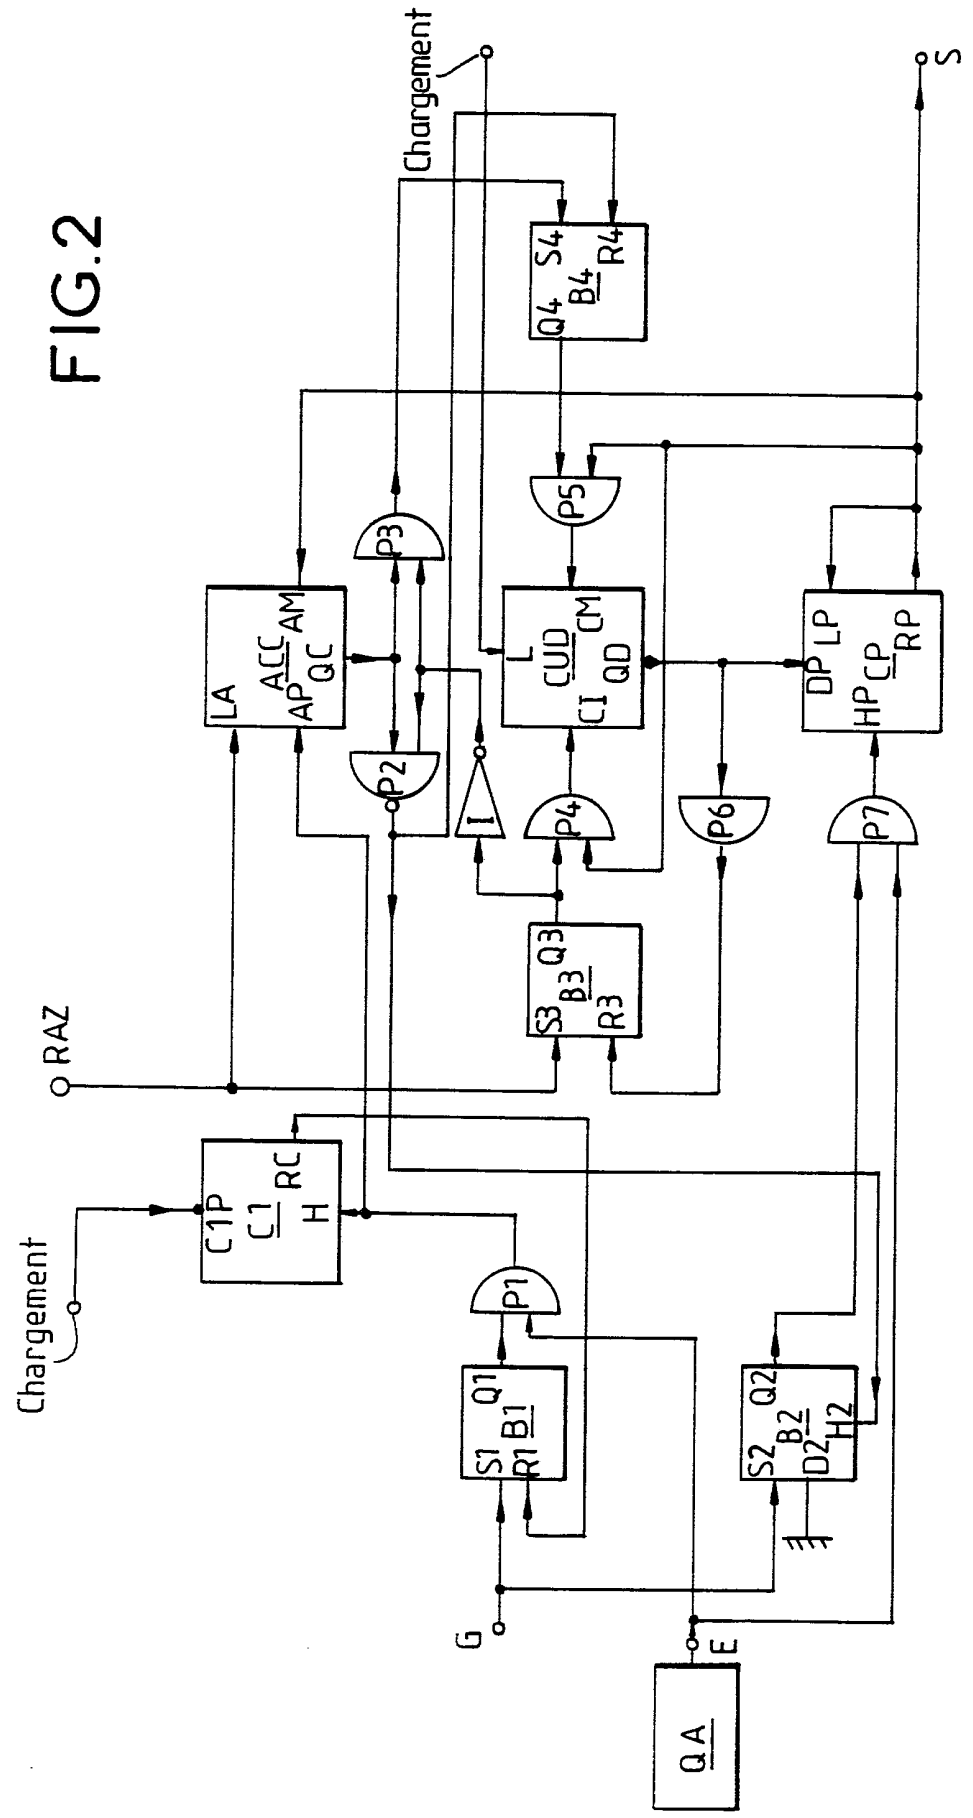 FIG.2
Chargement
RAZ
Chargement
C1P
C1
RC
H
LA
ACC
AP
AM
QC
P3
P2
I
S4
Q4
B4
R4
P5
L
CUD
CI
CM
QD
P4
S3
Q3
B3
R3
P6
G
S1
Q1
B1
R1
P1
S2
Q2
B2
D2
H2
DP
LP
HP
CP
RP
P7
S
QA
E